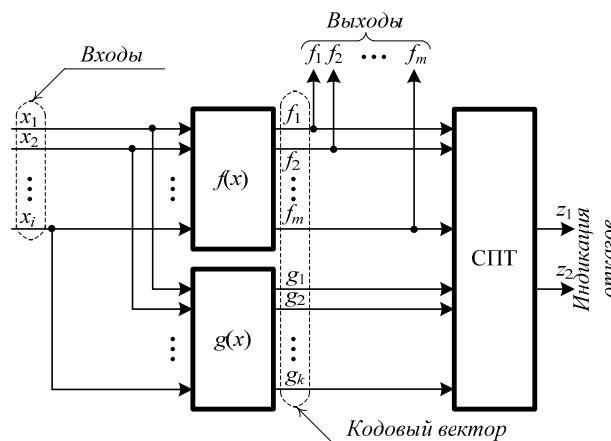 Выходы
Входы
f1 f2 ••• fm
x1
x2
•••
xi
•••
f(x)
f1
f2
•••
fm
СПТ
z1
z2
Индикация отказов
•••
g(x)
g1
g2
•••
gk
Кодовый вектор